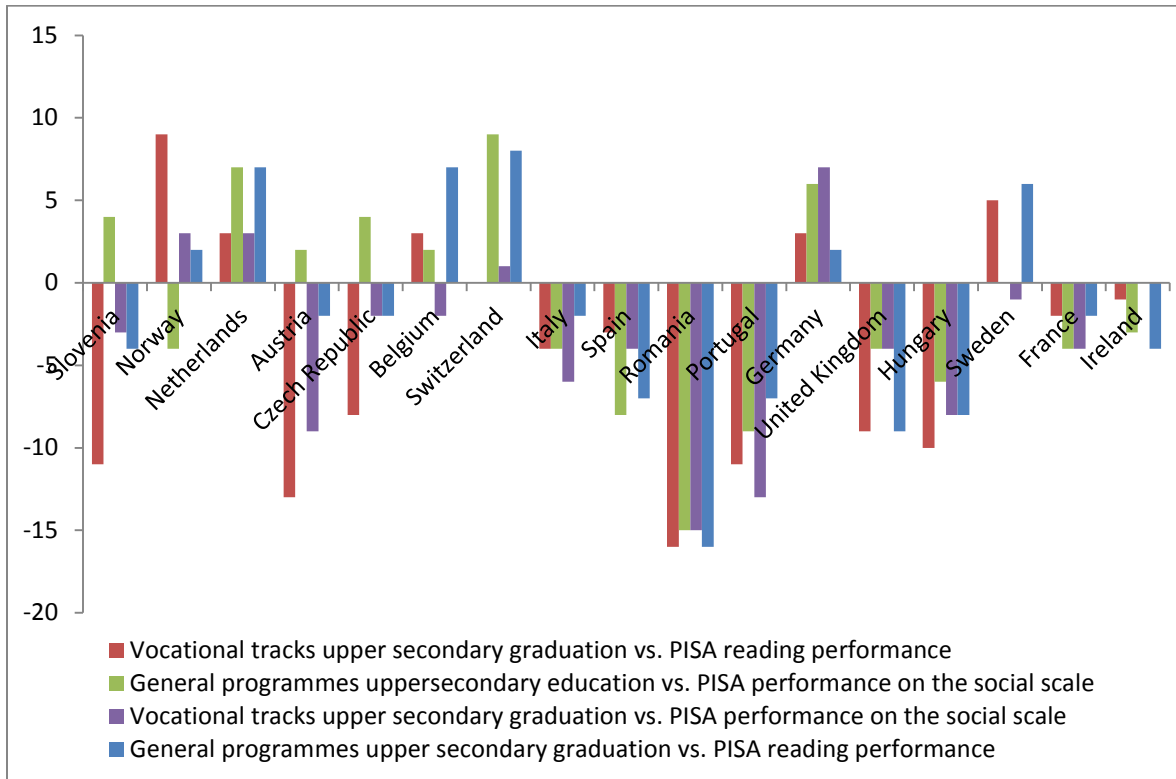 15
10
5
0
-5
-10
-15
-20
Slovenia
Norway
Netherlands
Austria
Czech Republic
Belgium
Switzerland
Italy
Spain
Romania
Portugal
Germany
United Kingdom
Hungary
Sweden
France
Ireland
Vocational tracks upper secondary graduation vs. PISA reading performance
General programmes uppersecondary education vs. PISA performance on the social scale
Vocational tracks upper secondary graduation vs. PISA performance on the social scale
General programmes upper secondary graduation vs. PISA reading performance